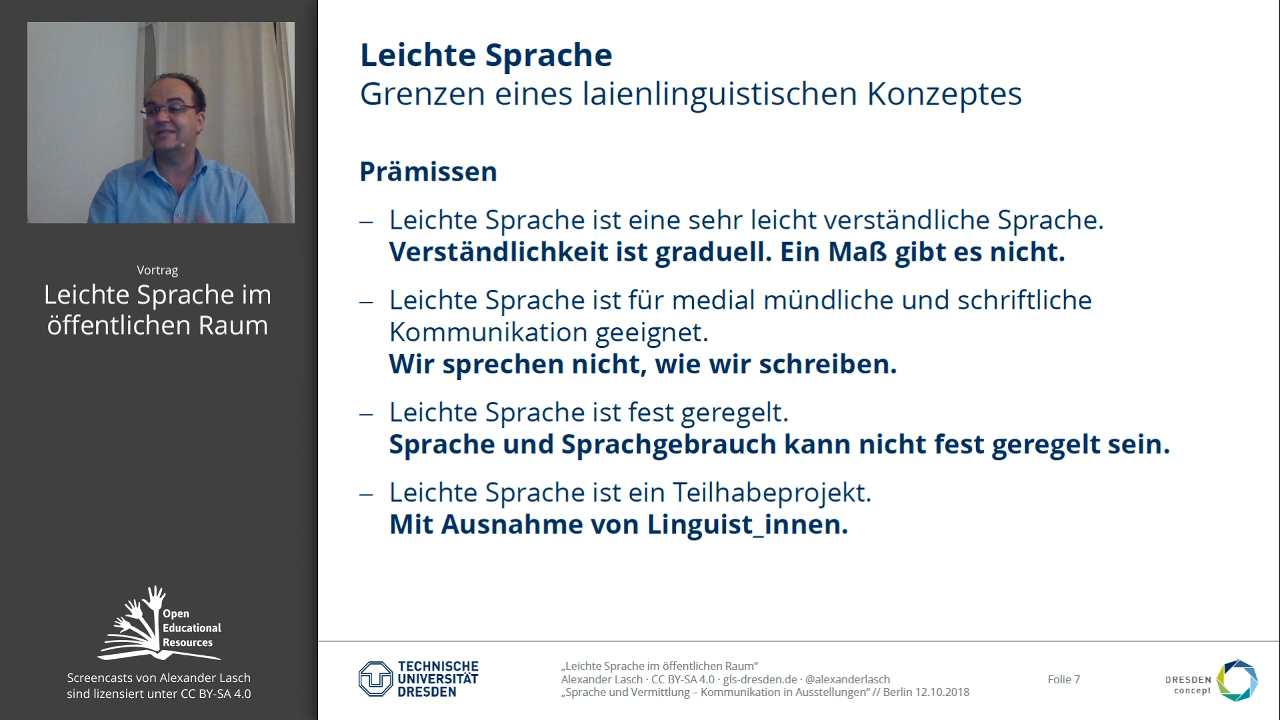 Vortrag
Leichte Sprache im
öffentlichen Raum
Open
Educational
Resources
Screencasts von Alexander Lasch
sind lizensiert unter CC BY-SA 4.0
Leichte Sprache
Grenzen eines laienlinguistischen Konzeptes
Prämissen
– Leichte Sprache ist eine sehr leicht verständliche Sprache.
Verständlichkeit ist graduell. Ein Maß gibt es nicht.
– Leichte Sprache ist für medial mündliche und schriftliche
Kommunikation geeignet.
Wir sprechen nicht, wie wir schreiben.
– Leichte Sprache ist fest geregelt.
Sprache und Sprachgebrauch kann nicht fest geregelt sein.
– Leichte Sprache ist ein Teilhabeprojekt.
Mit Ausnahme von Linguist_innen.
TECHNISCHE
UNIVERSITÄT
DRESDEN
„Leichte Sprache im öffentlichen Raum“
Alexander Lasch · CC BY-SA 4.0 · gls-dresden.de · @alexanderlasch
„Sprache und Vermittlung – Kommunikation in Ausstellungen“ // Berlin 12.10.2018
Folie 7
DRESDEN
concept